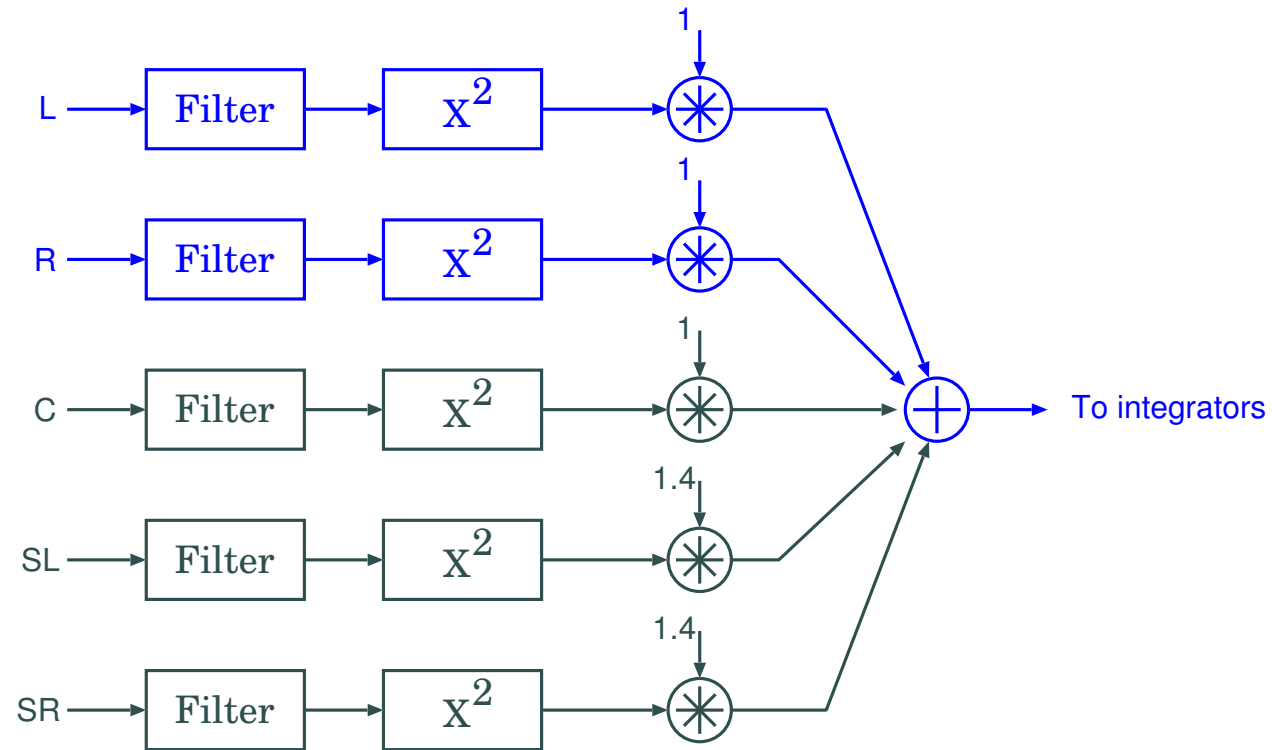 1
L Filter x²
1
R Filter x²
1
C Filter x² To integrators
1.4
SL Filter x²
1.4
SR Filter x²